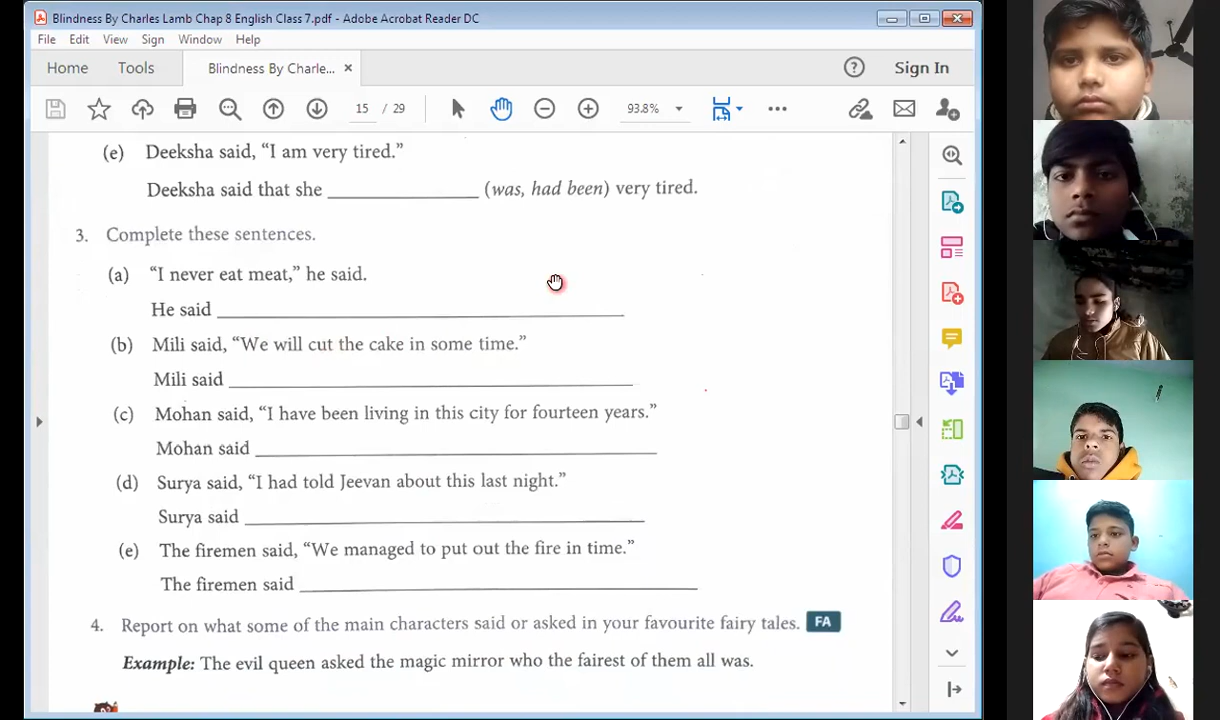 Blindness By Charles Lamb Chap 8 English Class 7.pdf - Adobe Acrobat Reader DC
File Edit View Sign Window Help
Home Tools Blindness By Charle... × Sign In
15 / 29 93.8%
(e) Deeksha said, “I am very tired.”
Deeksha said that she ____________ (was, had been) very tired.
3. Complete these sentences.
(a) “I never eat meat,” he said.
He said ____________
(b) Mili said, “We will cut the cake in some time.”
Mili said ____________
(c) Mohan said, “I have been living in this city for fourteen years.”
Mohan said ____________
(d) Surya said, “I had told Jeevan about this last night.”
Surya said ____________
(e) The firemen said, “We managed to put out the fire in time.”
The firemen said ____________
4. Report on what some of the main characters said or asked in your favourite fairy tales. FA
Example: The evil queen asked the magic mirror who the fairest of them all was.